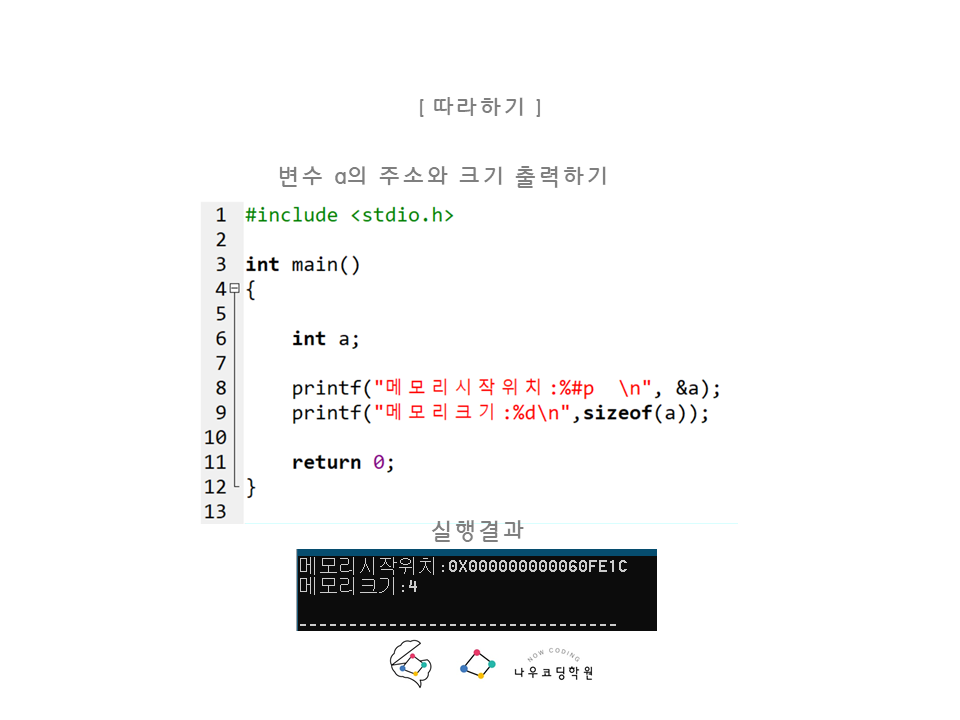 [ 따라하기 ]
변수 a의 주소와 크기 출력하기
1 #include <stdio.h>
2
3 int main()
4 {
5
6 int a;
7
8 printf("메모리시작위치:%#p  \n", &a);
9 printf("메모리크기:%d\n",sizeof(a));
10
11 return 0;
12 }
13
실행결과
메모리시작위치:0X000000000060FE1C
메모리크기:4
--------------------------------
NOW CODING
나우코딩학원